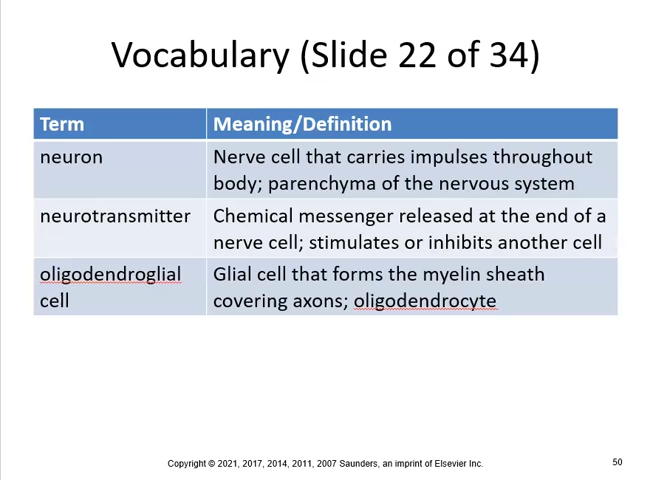 Vocabulary (Slide 22 of 34)
Term
Meaning/Definition
neuron
Nerve cell that carries impulses throughout
body; parenchyma of the nervous system
neurotransmitter
Chemical messenger released at the end of a
nerve cell; stimulates or inhibits another cell
oligodendroglial
cell
Glial cell that forms the myelin sheath
covering axons; oligodendrocyte
Copyright © 2021, 2017, 2014, 2011, 2007 Saunders, an imprint of Elsevier Inc.
50